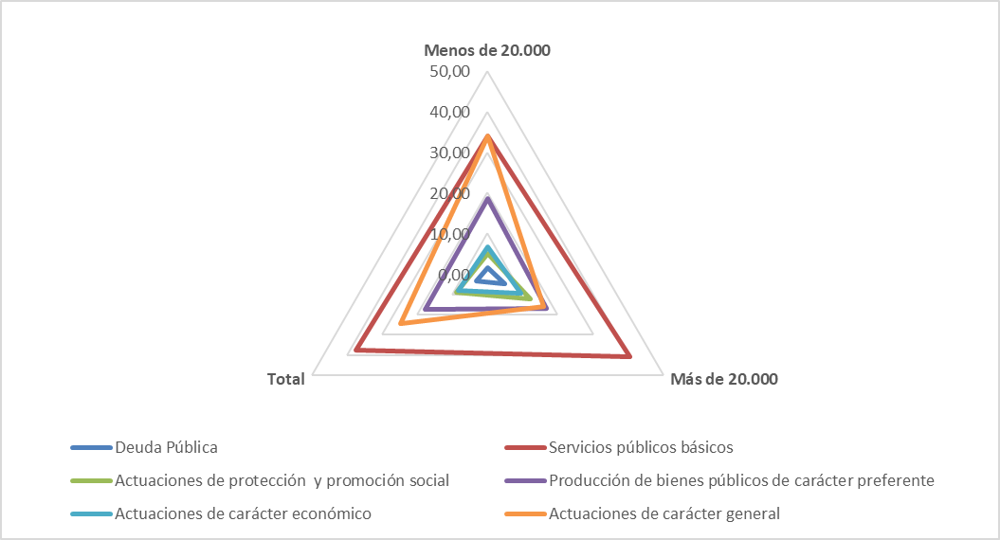 Menos de 20.000
50,00
40,00
30,00
20,00
10,00
0,00
Total
Más de 20.000
Deuda Pública
Servicios públicos básicos
Actuaciones de protección  y promoción social
Producción de bienes públicos de carácter preferente
Actuaciones de carácter económico
Actuaciones de carácter general